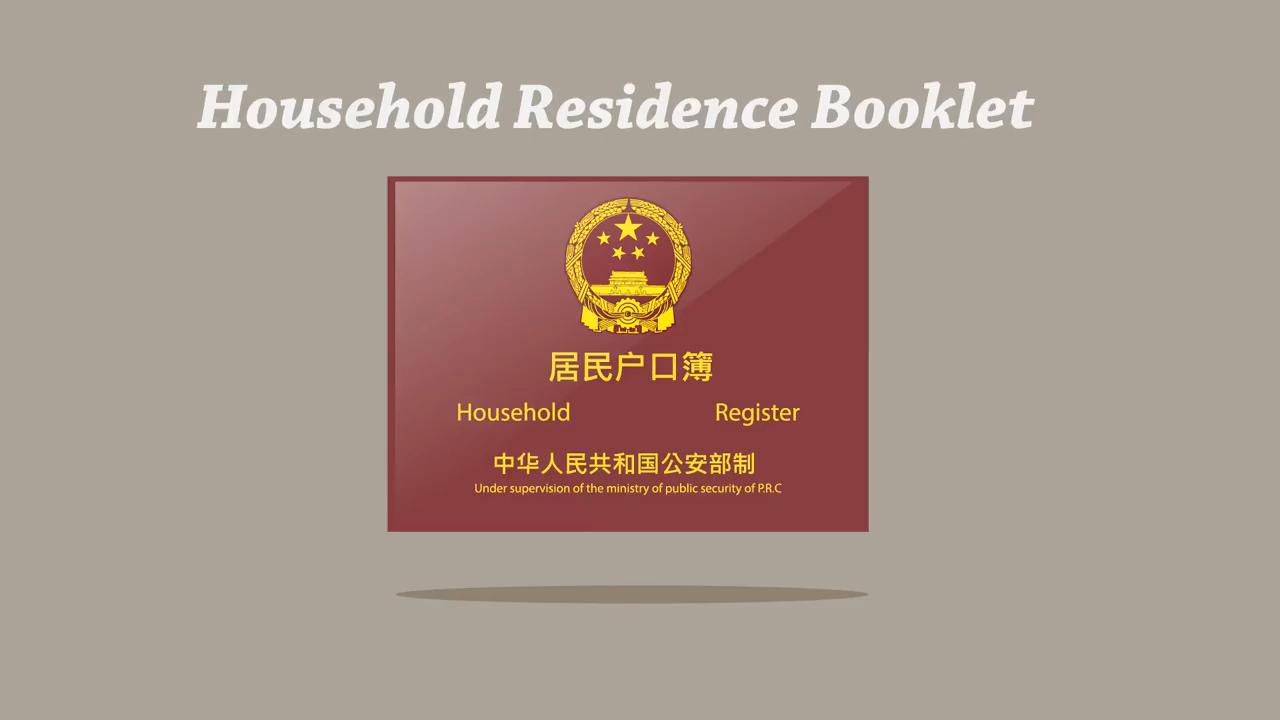 Household Residence Booklet
居民户口簿
Household Register
中华人民共和国公安部制
Under supervision of the ministry of public security of P.R.C